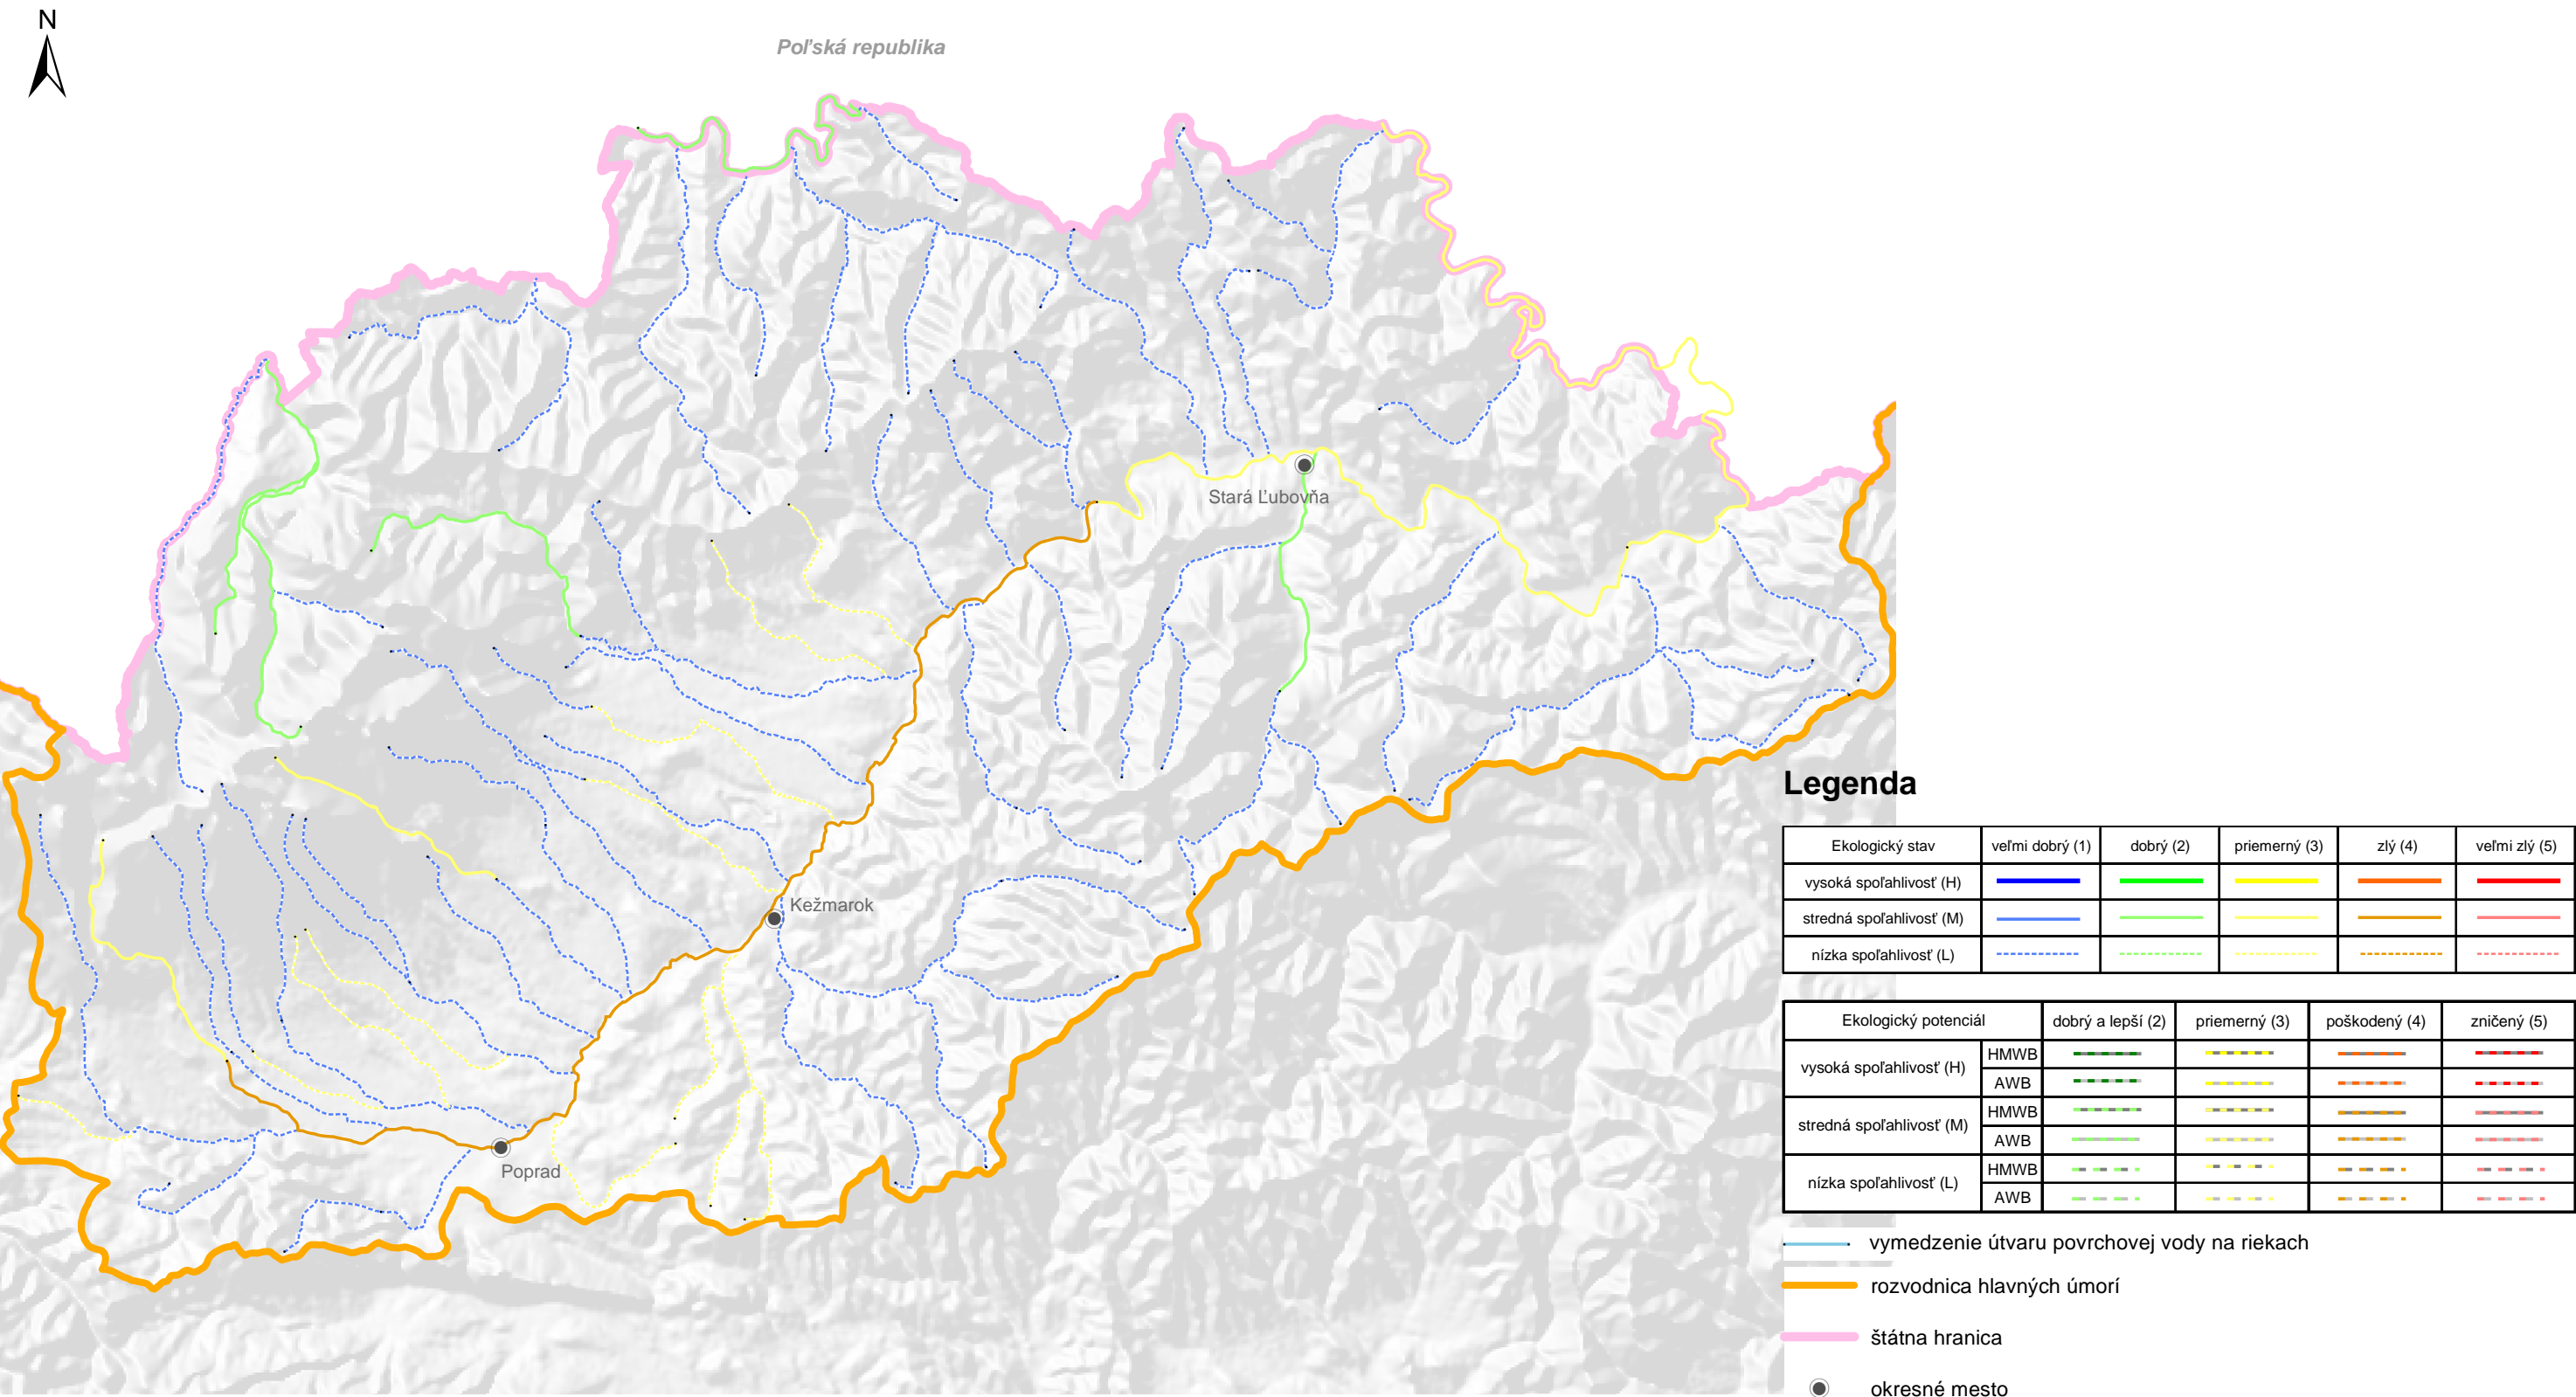 N
Poľská republika
Stará Ľubovňa
Kežmarok
Poprad
Legenda
Ekologický stav veľmi dobrý (1) dobrý (2) priemerný (3) zlý (4) veľmi zlý (5)
vysoká spoľahlivosť (H)
stredná spoľahlivosť (M)
nízka spoľahlivosť (L)
Ekologický potenciál dobrý a lepší (2) priemerný (3) poškodený (4) zničený (5)
vysoká spoľahlivosť (H) HMWB
AWB
stredná spoľahlivosť (M) HMWB
AWB
nízka spoľahlivosť (L) HMWB
AWB
vymedzenie útvaru povrchovej vody na riekach
rozvodnica hlavných úmorí
štátna hranica
okresné mesto